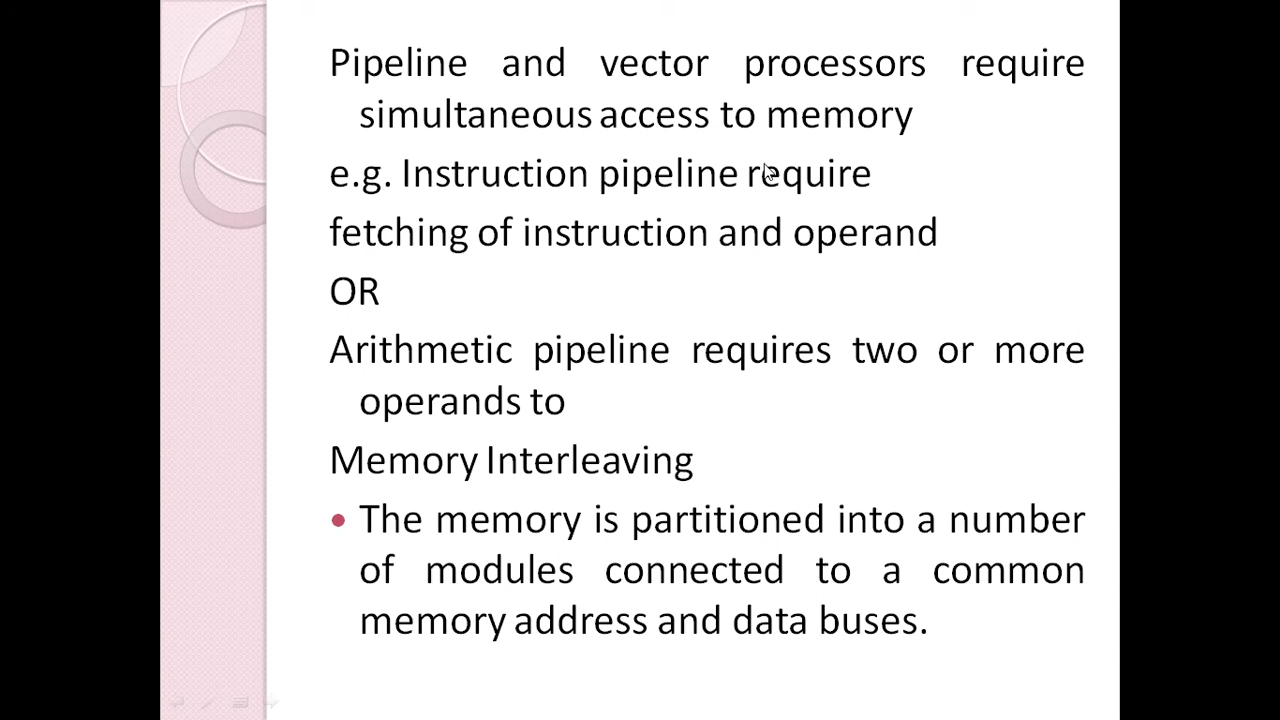 Pipeline and vector processors require
simultaneous access to memory
e.g. Instruction pipeline require
fetching of instruction and operand
OR
Arithmetic pipeline requires two or more
operands to
Memory Interleaving
• The memory is partitioned into a number
of modules connected to a common
memory address and data buses.